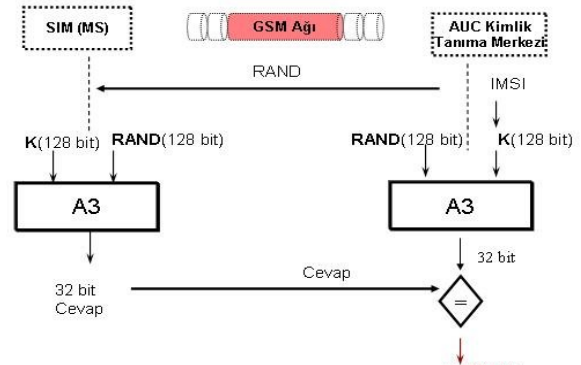 SIM (MS)
GSM Ağı
AUC Kimlik
Tanıma Merkezi
RAND
IMSI
K(128 bit)
RAND(128 bit)
RAND(128 bit)
K(128 bit)
A3
A3
32 bit
Cevap
Cevap
32 bit
=